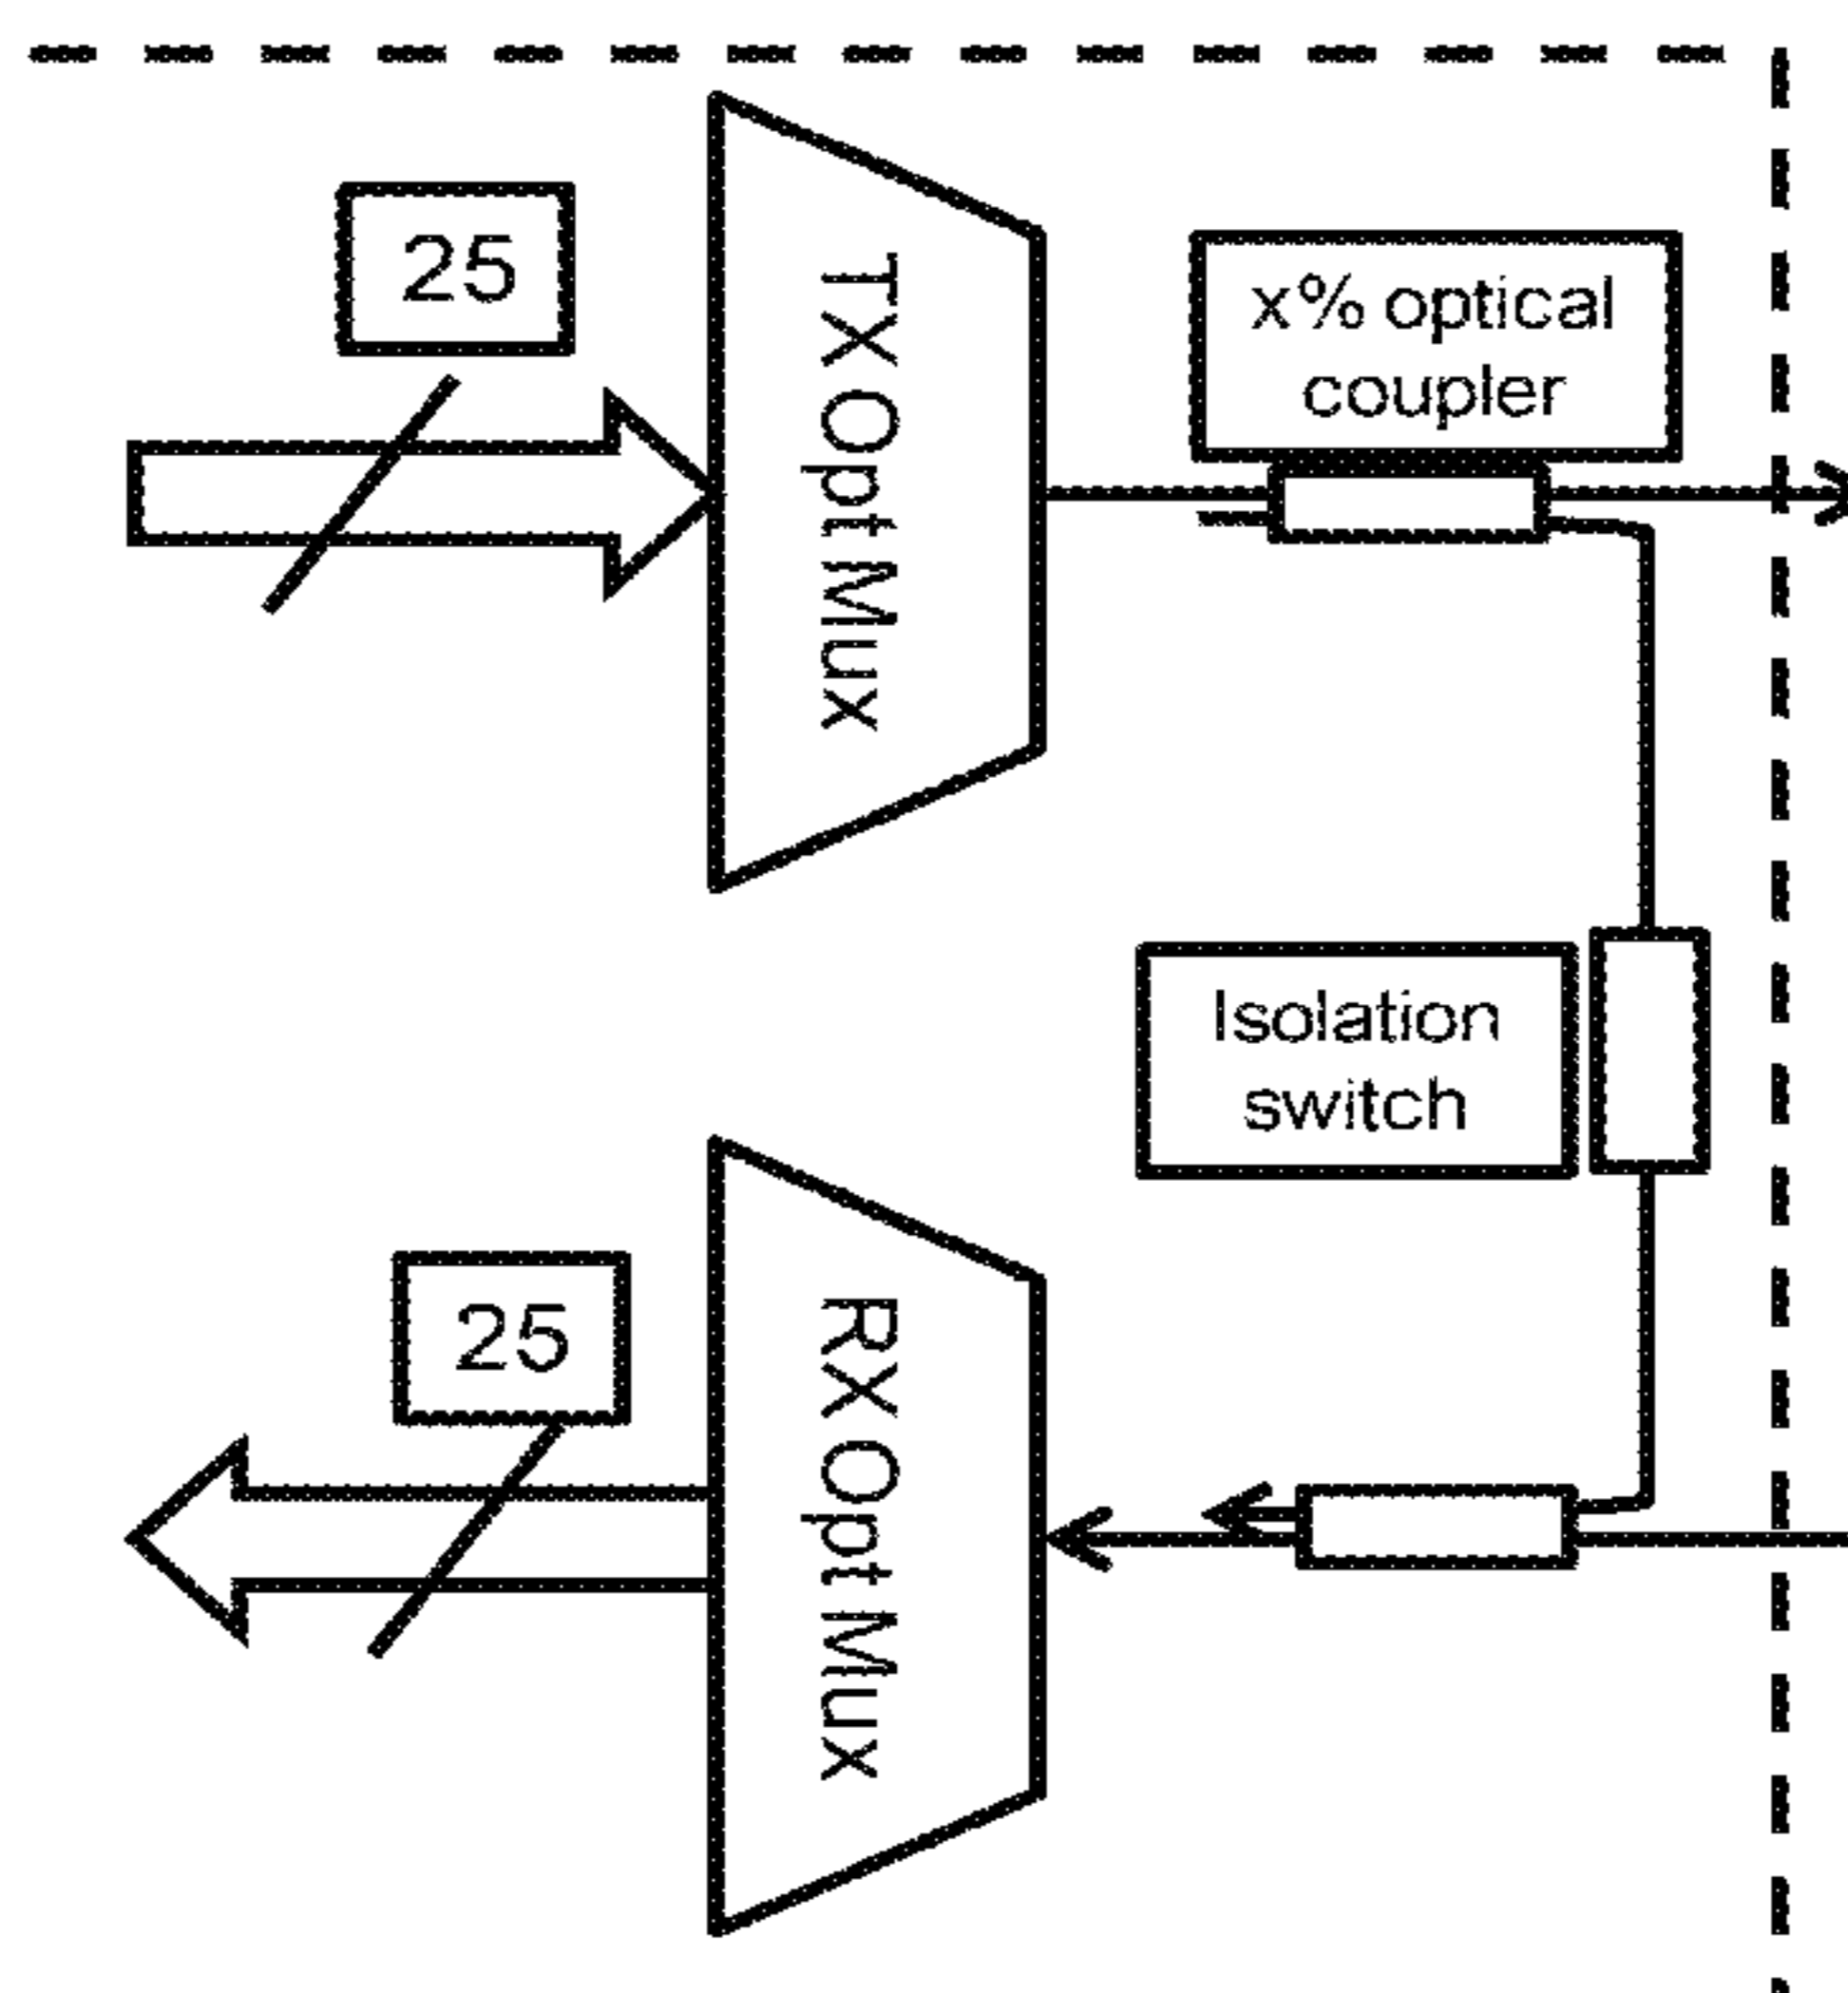 25
TX Opt Mux
x% optical
coupler
Isolation
switch
25
RX Opt Mux